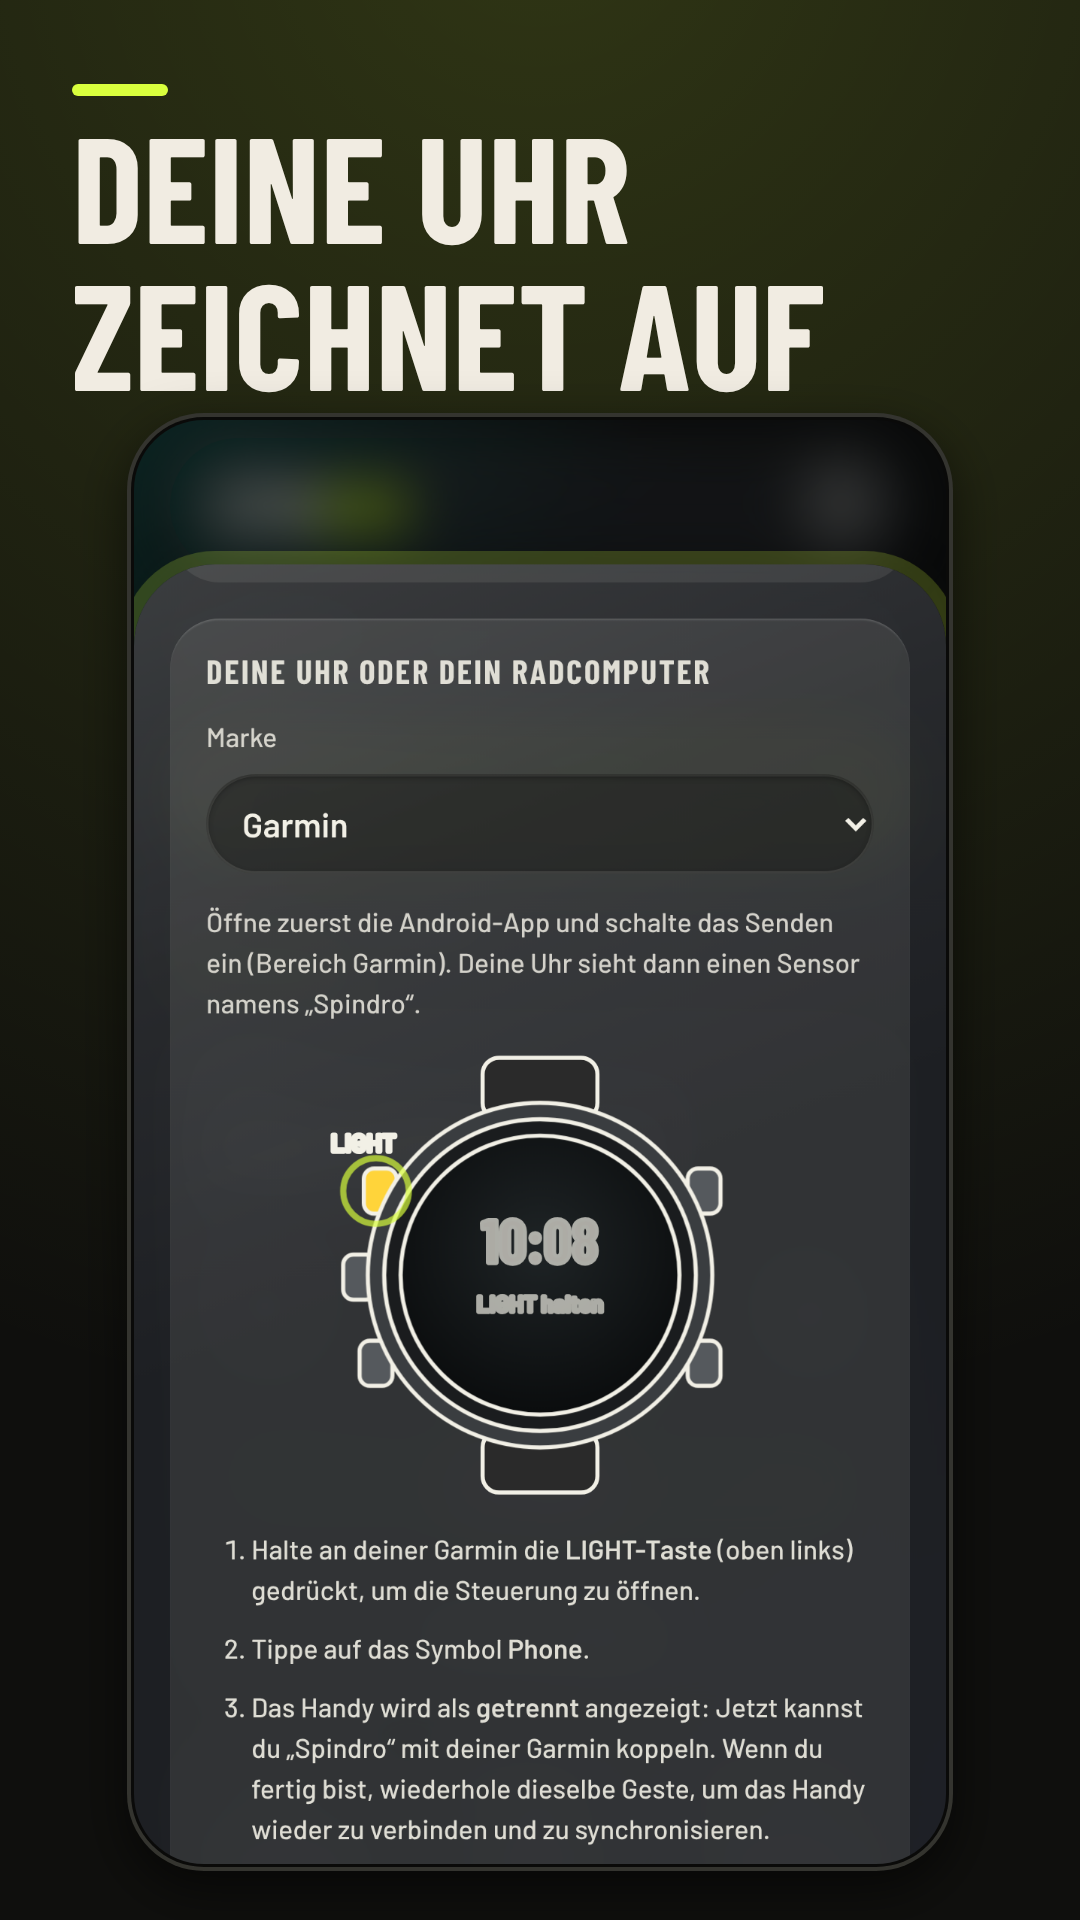 DEINE UHR
ZEICHNET AUF
DEINE UHR ODER DEIN RADCOMPUTER
Marke
Garmin
Öffne zuerst die Android-App und schalte das Senden
ein (Bereich Garmin). Deine Uhr sieht dann einen Sensor
namens „Spindro“.
LIGHT
10:08
LIGHT halten
1. Halte an deiner Garmin die LIGHT-Taste (oben links)
gedrückt, um die Steuerung zu öffnen.
2. Tippe auf das Symbol Phone.
3. Das Handy wird als getrennt angezeigt: Jetzt kannst
du „Spindro“ mit deiner Garmin koppeln. Wenn du
fertig bist, wiederhole dieselbe Geste, um das Handy
wieder zu verbinden und zu synchronisieren.